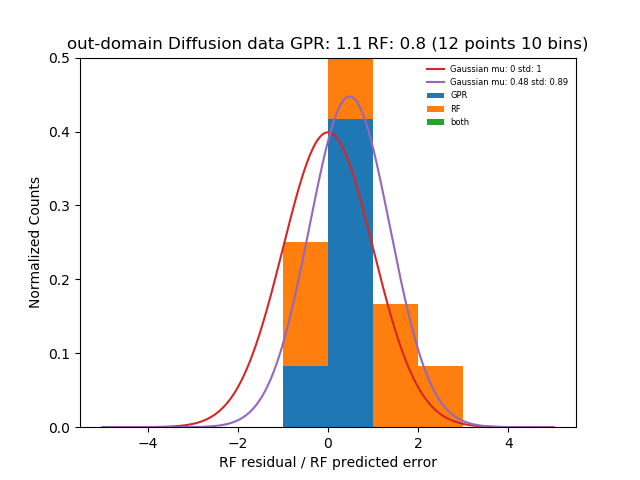 out-domain Diffusion data GPR: 1.1 RF: 0.8 (12 points 10 bins)
Gaussian mu: 0 std: 1
Gaussian mu: 0.48 std: 0.89
GPR
RF
both
Normalized Counts
0.5
0.4
0.3
0.2
0.1
0.0
−4
−2
0
2
4
RF residual / RF predicted error